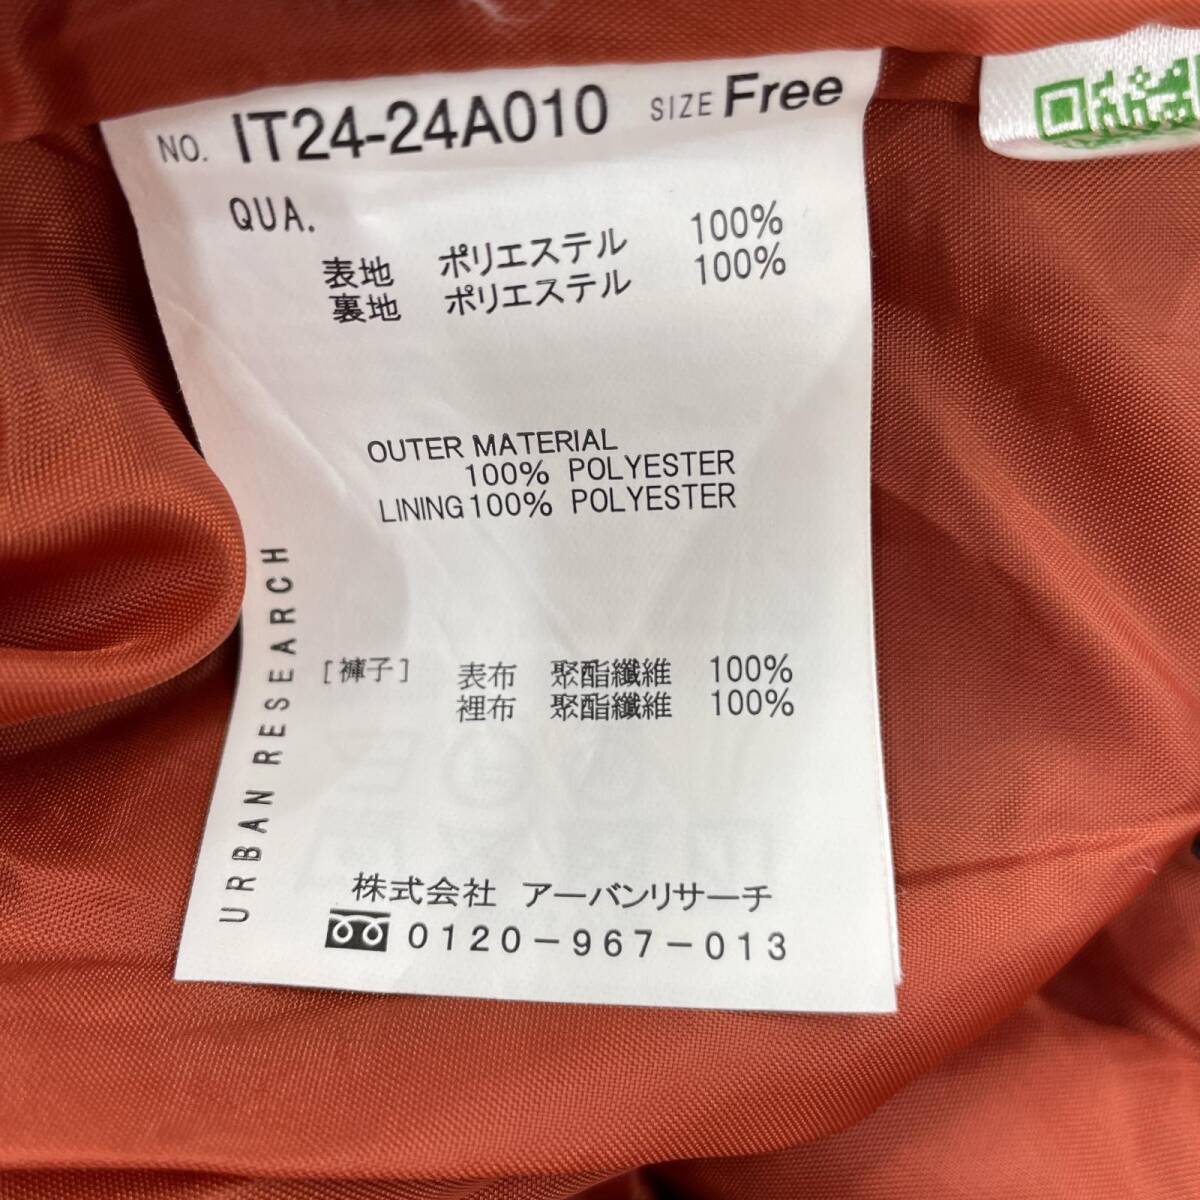 NO. IT24-24A010 SIZE Free
QUA.
表地 ポリエステル 100%
裏地 ポリエステル 100%
OUTER MATERIAL
100% POLYESTER
LINING 100% POLYESTER
[褲子] 表布 聚酯纖維 100%
裡布 聚酯纖維 100%
URBAN RESEARCH
株式会社 アーバンリサーチ
0120-967-013